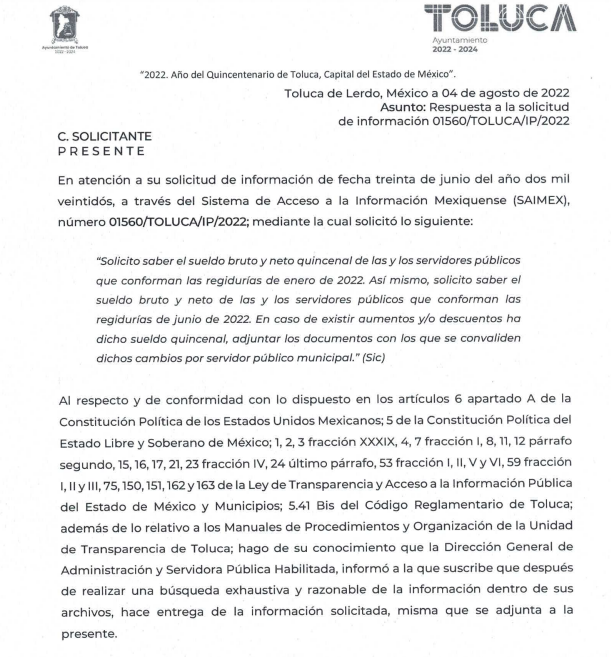 TOLUCA
Ayuntamiento de Toluca
Ayuntamiento
2022 - 2024
“2022. Año del Quincentenario de Toluca, Capital del Estado de México”.
Toluca de Lerdo, México a 04 de agosto de 2022
Asunto: Respuesta a la solicitud
de información 01560/TOLUCA/IP/2022
C. SOLICITANTE
P R E S E N T E
En atención a su solicitud de información de fecha treinta de junio del año dos mil
veintidós, a través del Sistema de Acceso a la Información Mexiquense (SAIMEX),
número 01560/TOLUCA/IP/2022; mediante la cual solicitó lo siguiente:
“Solicito saber el sueldo bruto y neto quincenal de las y los servidores públicos
que conforman las regidurías de enero de 2022. Así mismo, solicito saber el
sueldo bruto y neto de las y los servidores públicos que conforman las
regidurías de junio de 2022. En caso de existir aumentos y/o descuentos ha
dicho sueldo quincenal, adjuntar los documentos con los que se convaliden
dichos cambios por servidor público municipal.” (Sic)
Al respecto y de conformidad con lo dispuesto en los artículos 6 apartado A de la
Constitución Política de los Estados Unidos Mexicanos; 5 de la Constitución Política del
Estado Libre y Soberano de México; 1, 2, 3 fracción XXXIX, 4, 7 fracción I, 8, 11, 12 párrafo
segundo, 15, 16, 17, 21, 23 fracción IV, 24 último párrafo, 53 fracción I, II, V y VI, 59 fracción
I, II y III, 75, 150, 151, 162 y 163 de la Ley de Transparencia y Acceso a la Información Pública
del Estado de México y Municipios; 5.41 Bis del Código Reglamentario de Toluca;
además de lo relativo a los Manuales de Procedimientos y Organización de la Unidad
de Transparencia de Toluca; hago de su conocimiento que la Dirección General de
Administración y Servidora Pública Habilitada, informó a la que suscribe que después
de realizar una búsqueda exhaustiva y razonable de la información dentro de sus
archivos, hace entrega de la información solicitada, misma que se adjunta a la
presente.